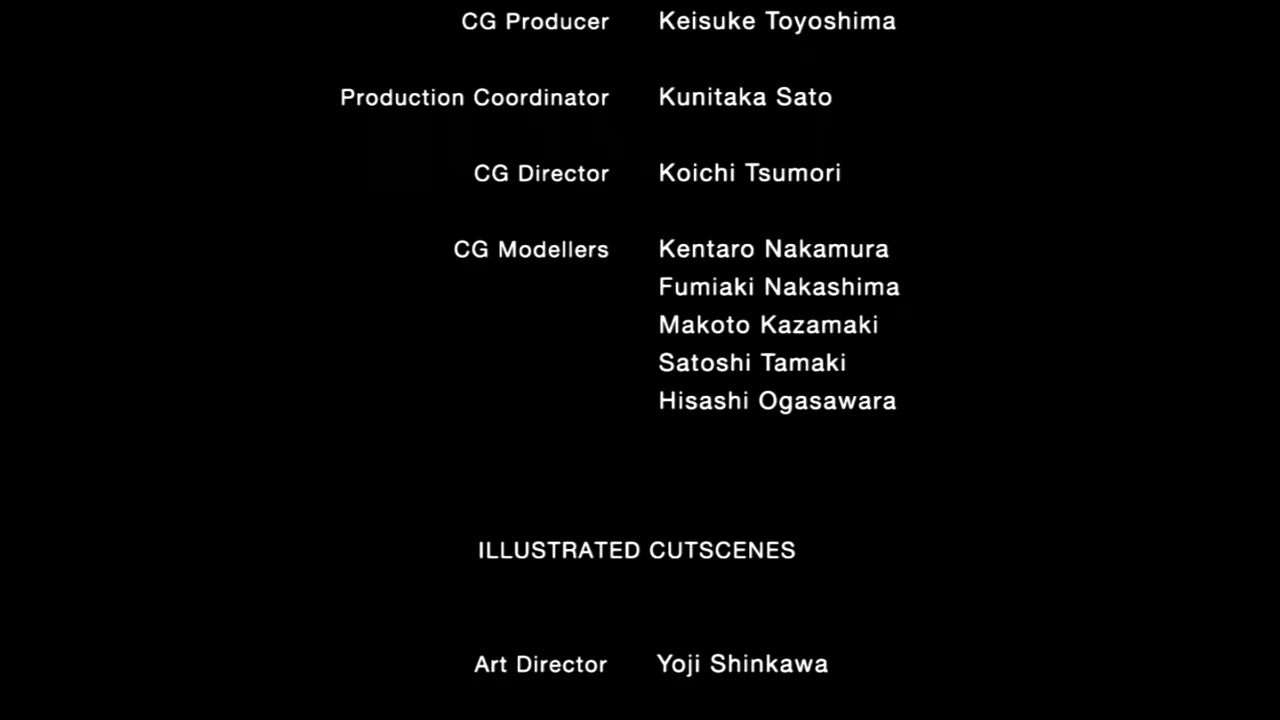 CG Producer Keisuke Toyoshima
Production Coordinator Kunitaka Sato
CG Director Koichi Tsumori
CG Modellers Kentaro Nakamura
Fumiaki Nakashima
Makoto Kazamaki
Satoshi Tamaki
Hisashi Ogasawara
ILLUSTRATED CUTSCENES
Art Director Yoji Shinkawa